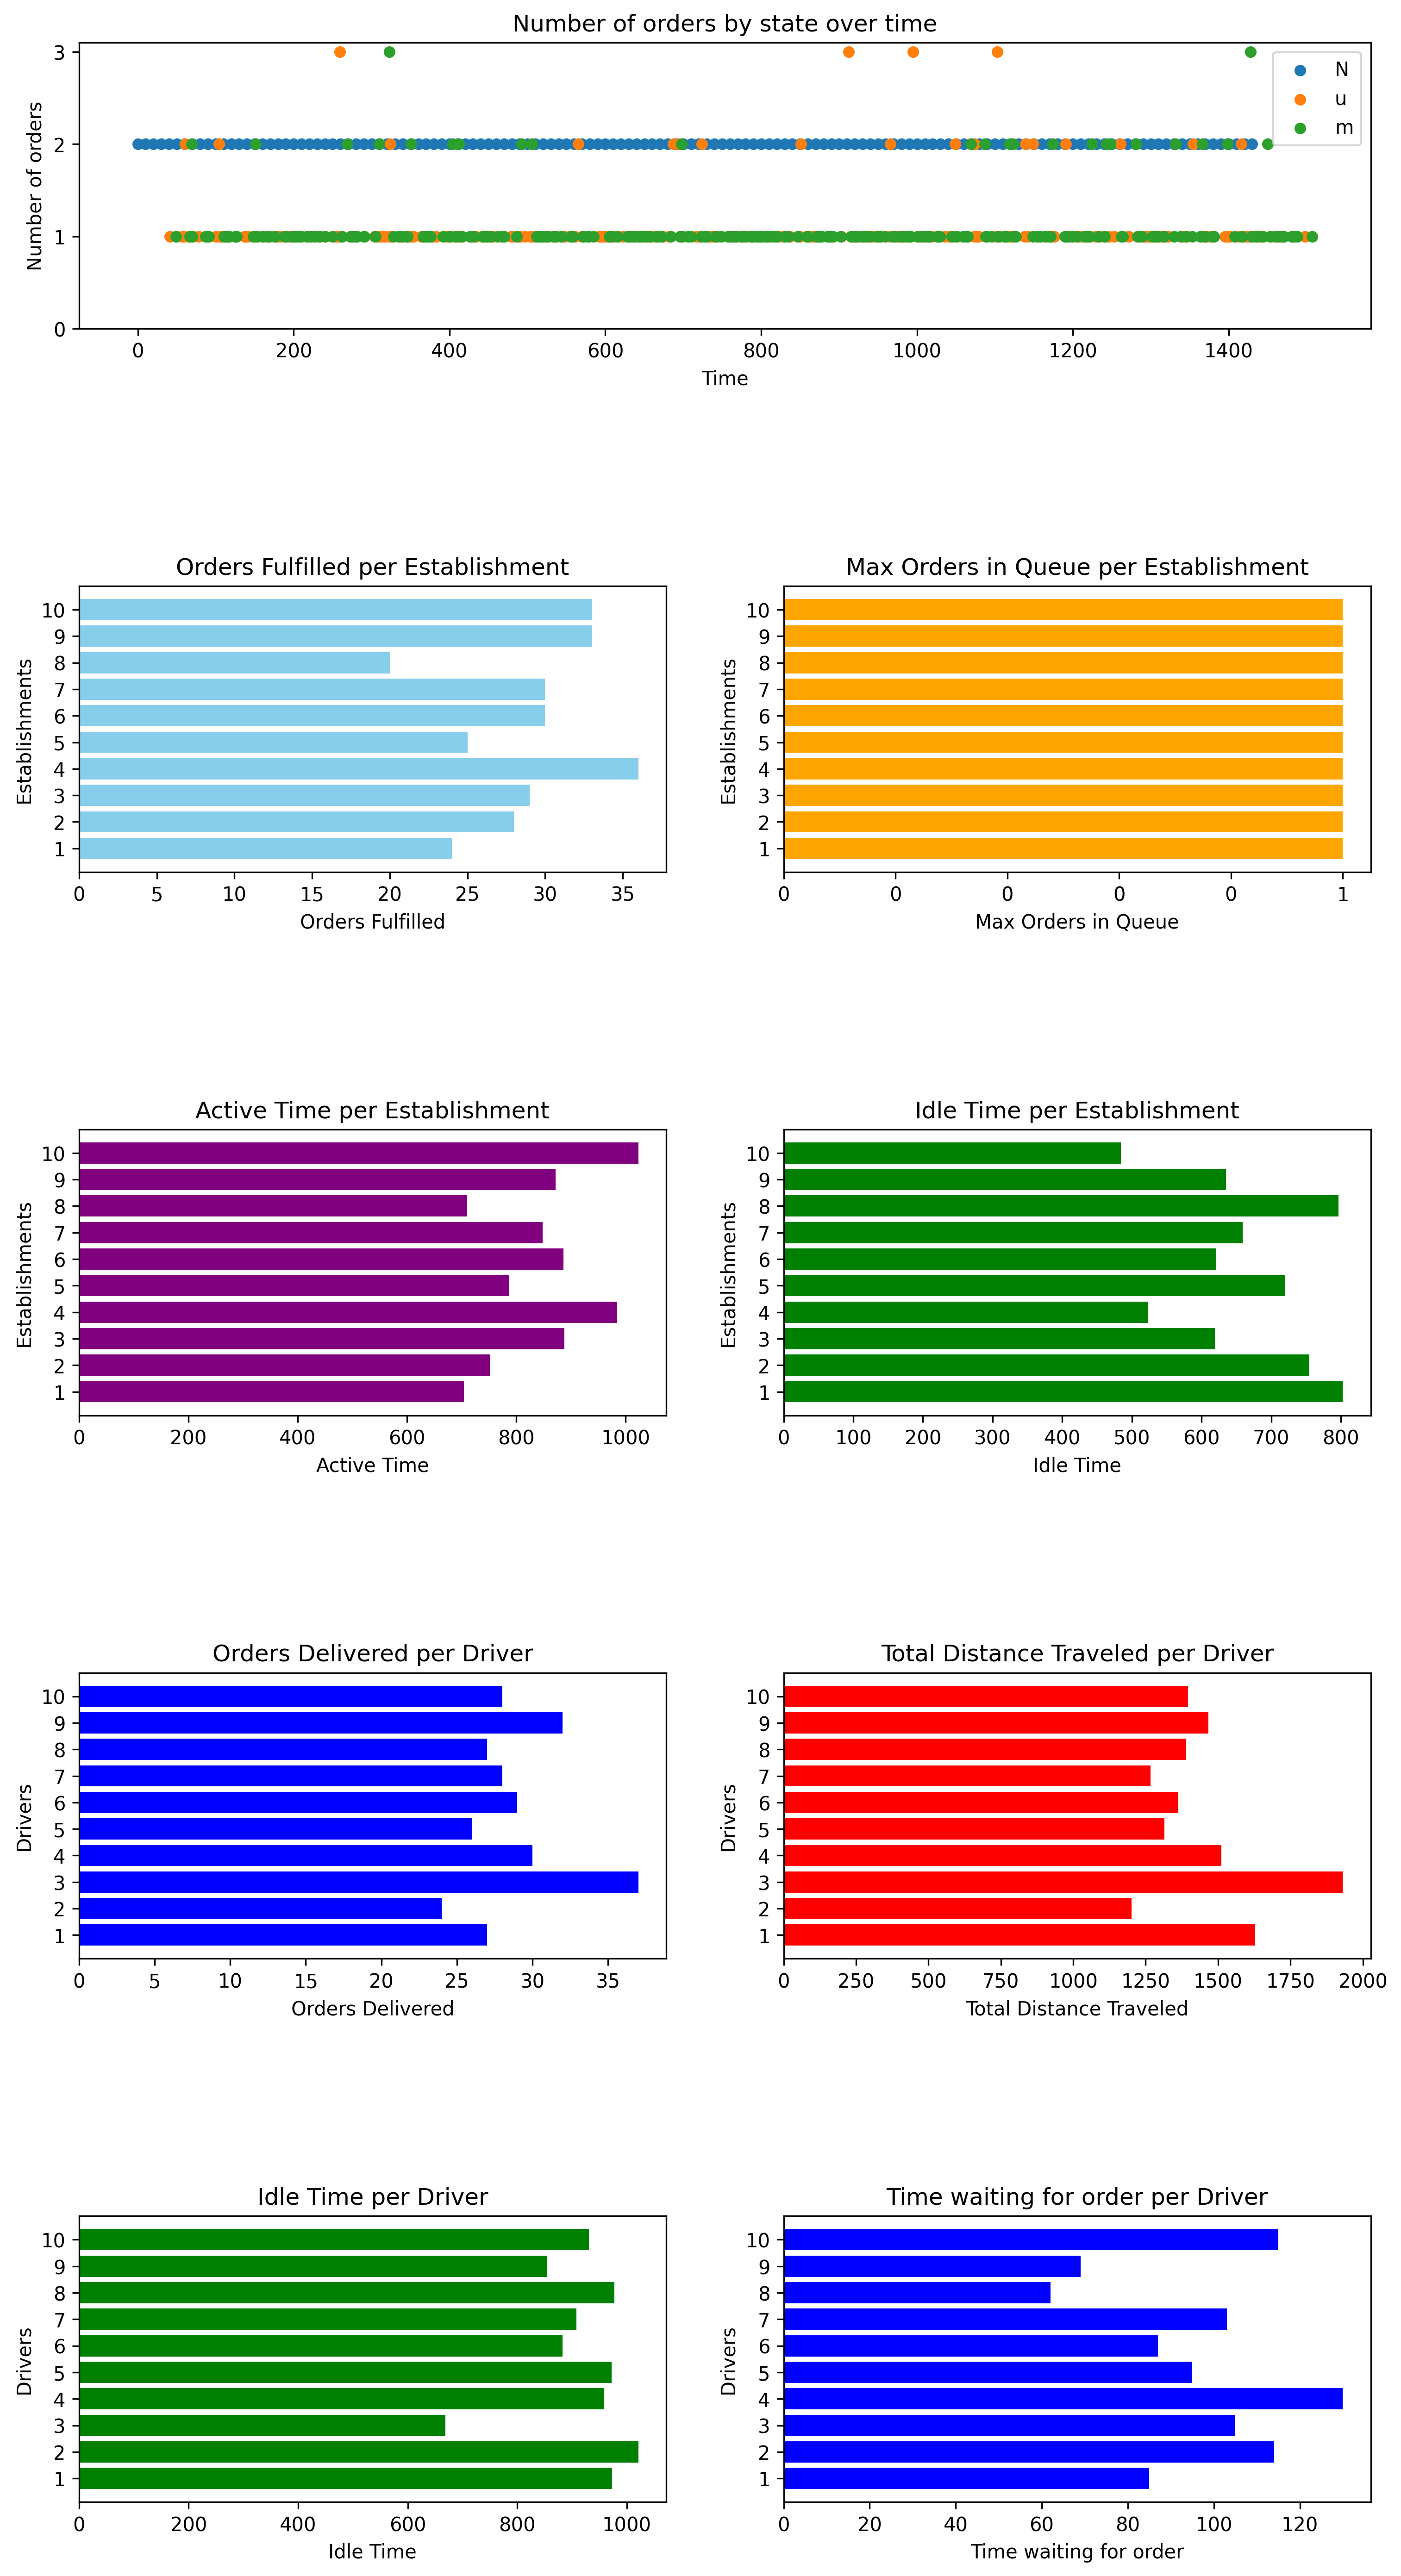 Number of orders by state over time
3
2
1
0
Number of orders
N
u
m
0 200 400 600 800 1000 1200 1400
Time
Orders Fulfilled per Establishment
10
9
8
7
6
5
4
3
2
1
Establishments
0 5 10 15 20 25 30 35
Orders Fulfilled
Max Orders in Queue per Establishment
10
9
8
7
6
5
4
3
2
1
Establishments
0 0 0 0 0 1
Max Orders in Queue
Active Time per Establishment
10
9
8
7
6
5
4
3
2
1
Establishments
0 200 400 600 800 1000
Active Time
Idle Time per Establishment
10
9
8
7
6
5
4
3
2
1
Establishments
0 100 200 300 400 500 600 700 800
Idle Time
Orders Delivered per Driver
10
9
8
7
6
5
4
3
2
1
Drivers
0 5 10 15 20 25 30 35
Orders Delivered
Total Distance Traveled per Driver
10
9
8
7
6
5
4
3
2
1
Drivers
0 250 500 750 1000 1250 1500 1750 2000
Total Distance Traveled
Idle Time per Driver
10
9
8
7
6
5
4
3
2
1
Drivers
0 200 400 600 800 1000
Idle Time
Time waiting for order per Driver
10
9
8
7
6
5
4
3
2
1
Drivers
0 20 40 60 80 100 120
Time waiting for order